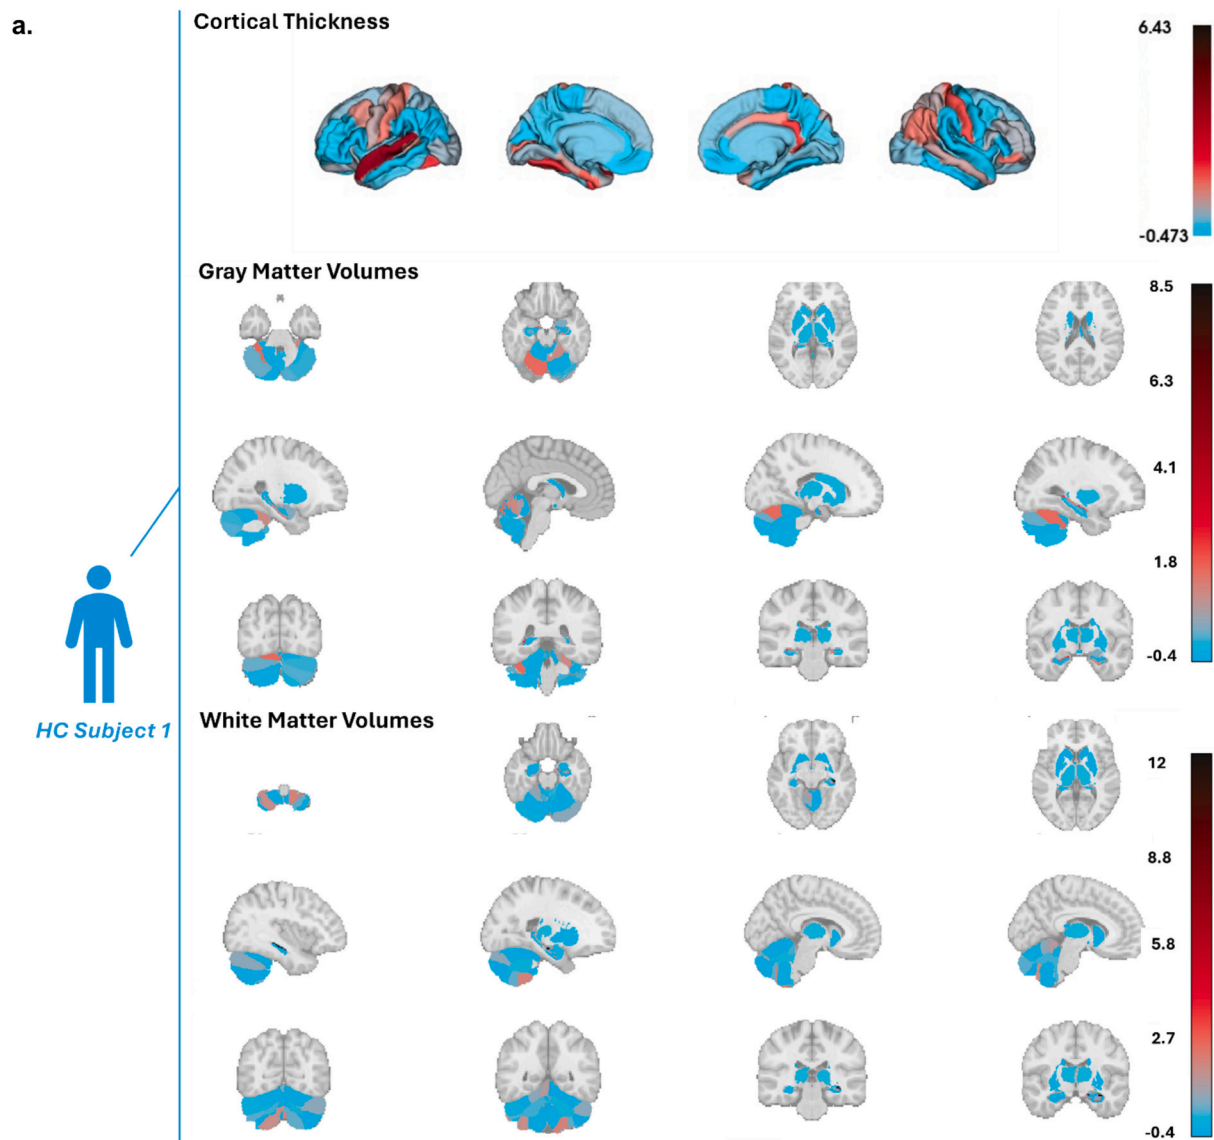 a.
Cortical Thickness
6.43
-0.473
Gray Matter Volumes
8.5
6.3
4.1
1.8
-0.4
HC Subject 1
White Matter Volumes
12
8.8
5.8
2.7
-0.4